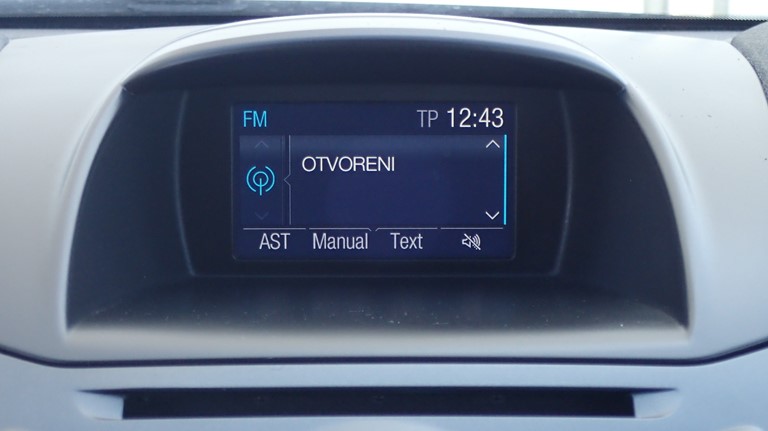 FM TP 12:43
OTVORENI
AST Manual Text